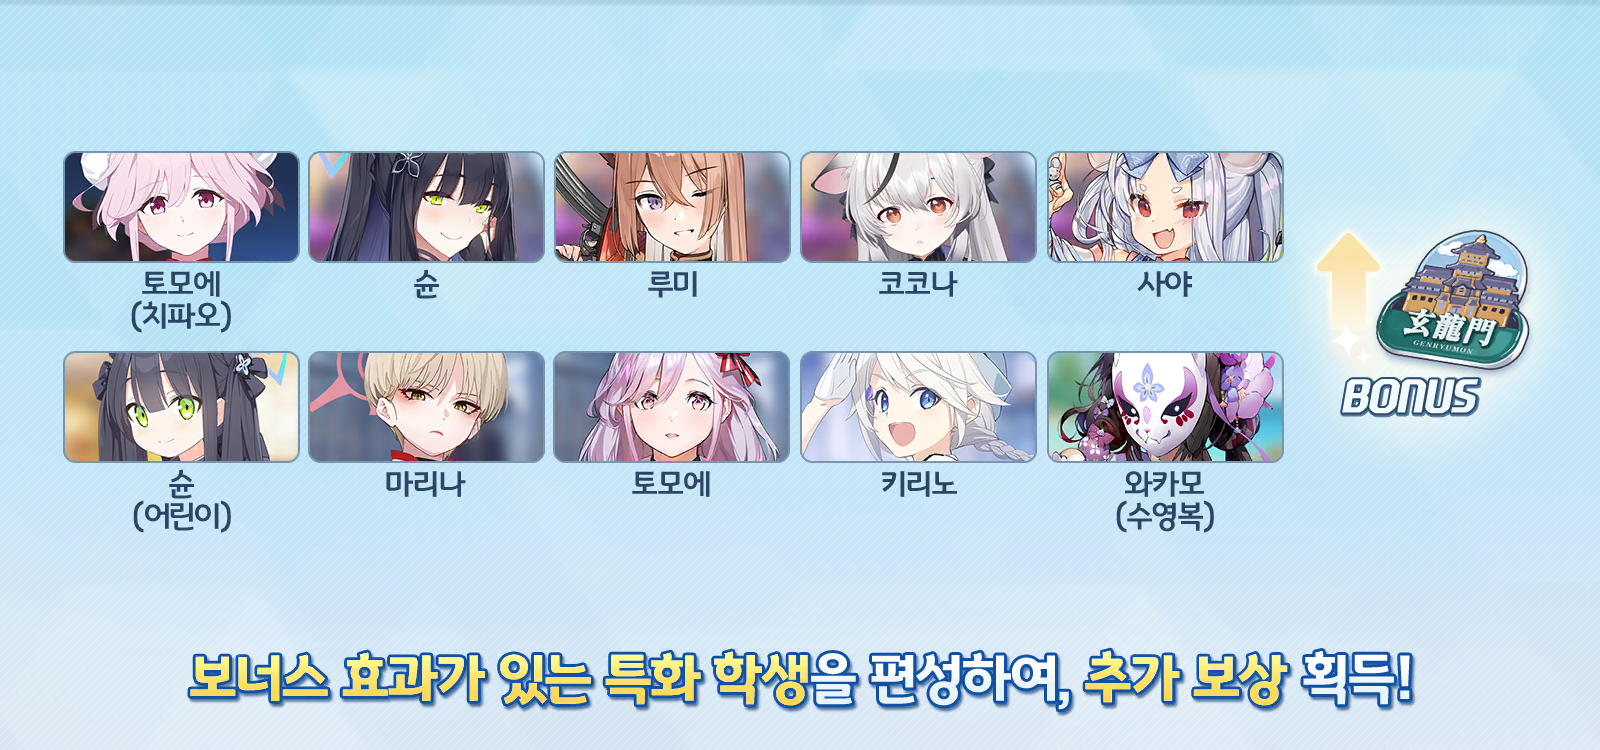 토모에
(치파오)
슌
루미
코코나
사야
玄龍門
GENRYUMON
BONUS
슌
(어린이)
마리나
토모에
키리노
와카모
(수영복)
보너스 효과가 있는 특화 학생을 편성하여, 추가 보상 획득!